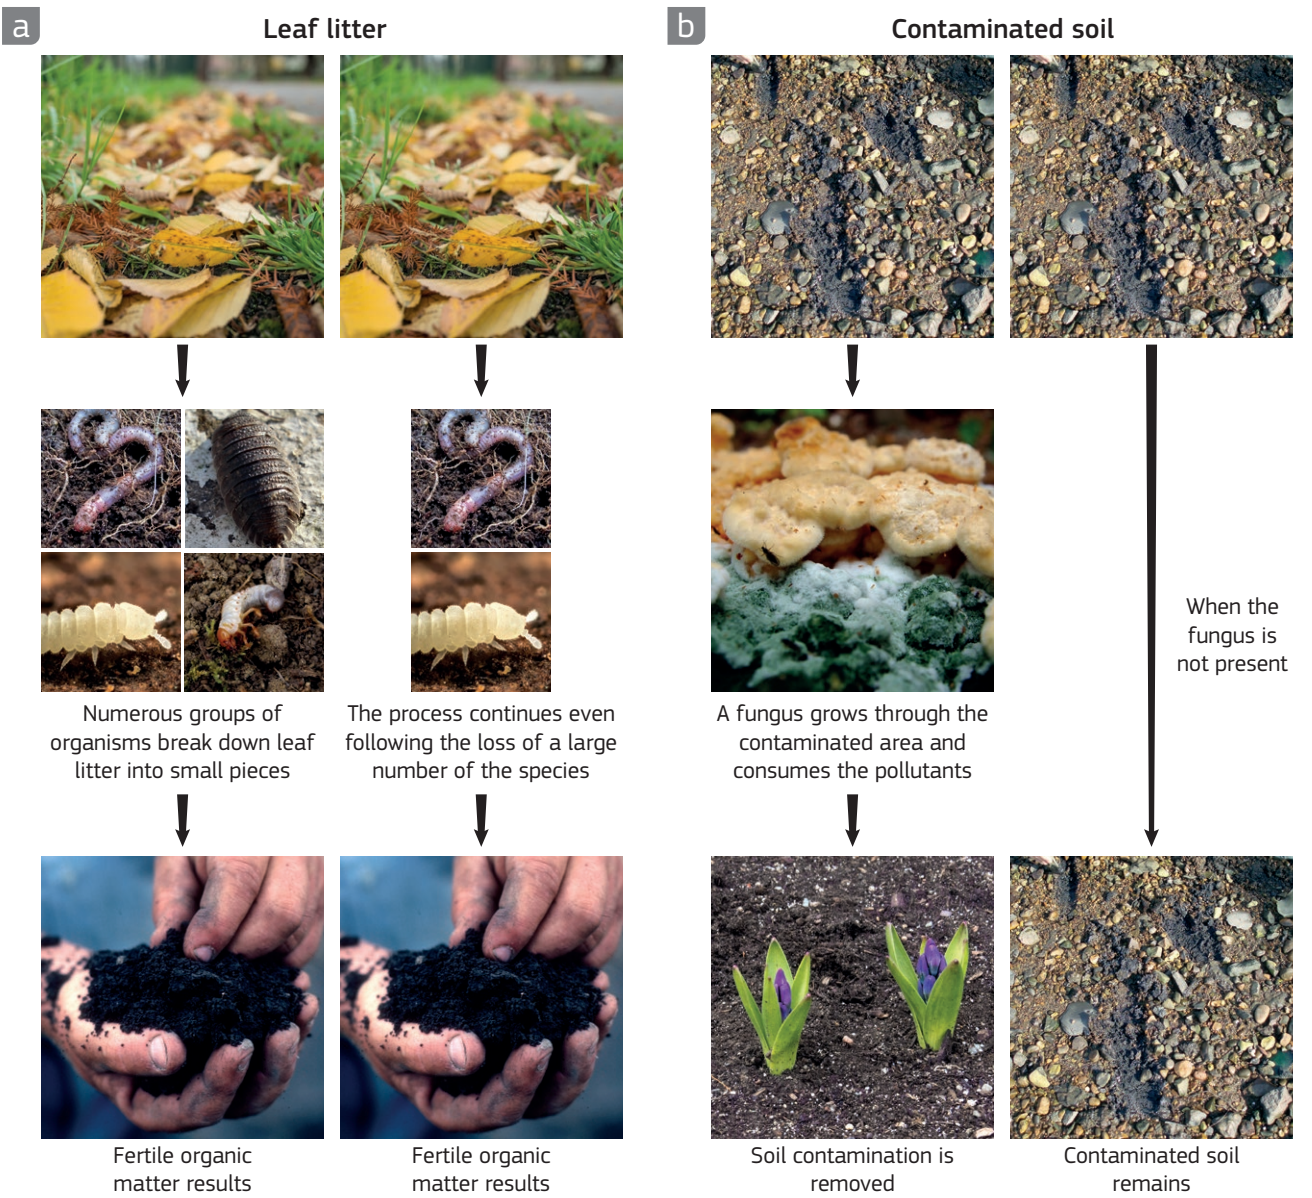 a
Leaf litter
Numerous groups of
organisms break down leaf
litter into small pieces
The process continues even
following the loss of a large
number of the species
Fertile organic
matter results
Fertile organic
matter results
b
Contaminated soil
A fungus grows through the
contaminated area and
consumes the pollutants
When the
fungus is
not present
Soil contamination is
removed
Contaminated soil
remains